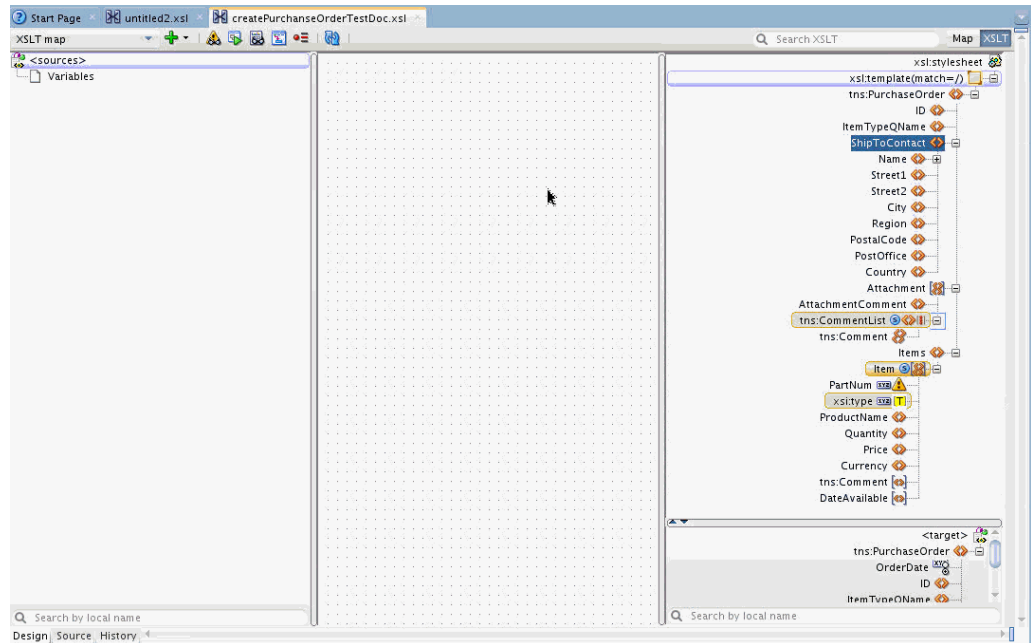 Start Page untitled2.xsl createPurchanseOrderTestDoc.xsl
XSLT map Search XSLT Map XSLT
<sources>
Variables
xsl:stylesheet
xsl:template(match=/)
tns:PurchaseOrder
ID
ItemTypeQName
ShipToContact
Name
Street1
Street2
City
Region
PostalCode
PostOffice
Country
Attachment
AttachmentComment
tns:CommentList
tns:Comment
Items
Item
PartNum
xsi:type
ProductName
Quantity
Price
Currency
tns:Comment
DateAvailable
<target>
tns:PurchaseOrder
OrderDate
ID
ItemTypeQName
Search by local name
Search by local name
Design Source History